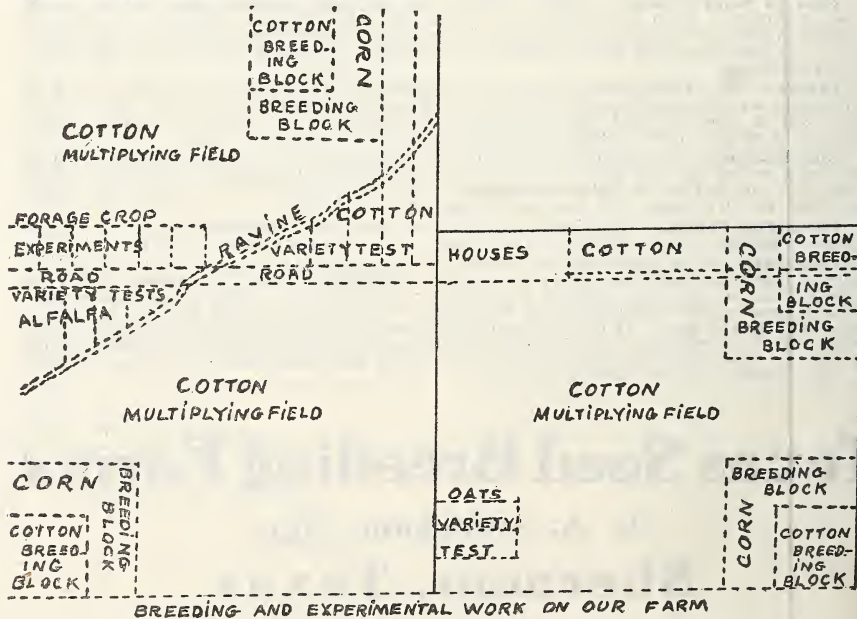 COTTON
BREED-
ING
BLOCK
CORN
BREEDING
BLOCK
COTTON
MULTIPLYING FIELD
FORAGE CROP
EXPERIMENTS
RAVINE
COTTON
VARIETY TEST
ROAD
ROAD
VARIETY TESTS
ALFALFA
HOUSES
COTTON
CORN
COTTON
BREED-
ING
BLOCK
BREEDING
BLOCK
COTTON
MULTIPLYING FIELD
COTTON
MULTIPLYING FIELD
CORN
BREEDING
BLOCK
COTTON
BREED-
ING
BLOCK
OATS
VARIETY
TEST
BREEDING
BLOCK
CORN
COTTON
BREED-
ING
BLOCK
BREEDING AND EXPERIMENTAL WORK ON OUR FARM